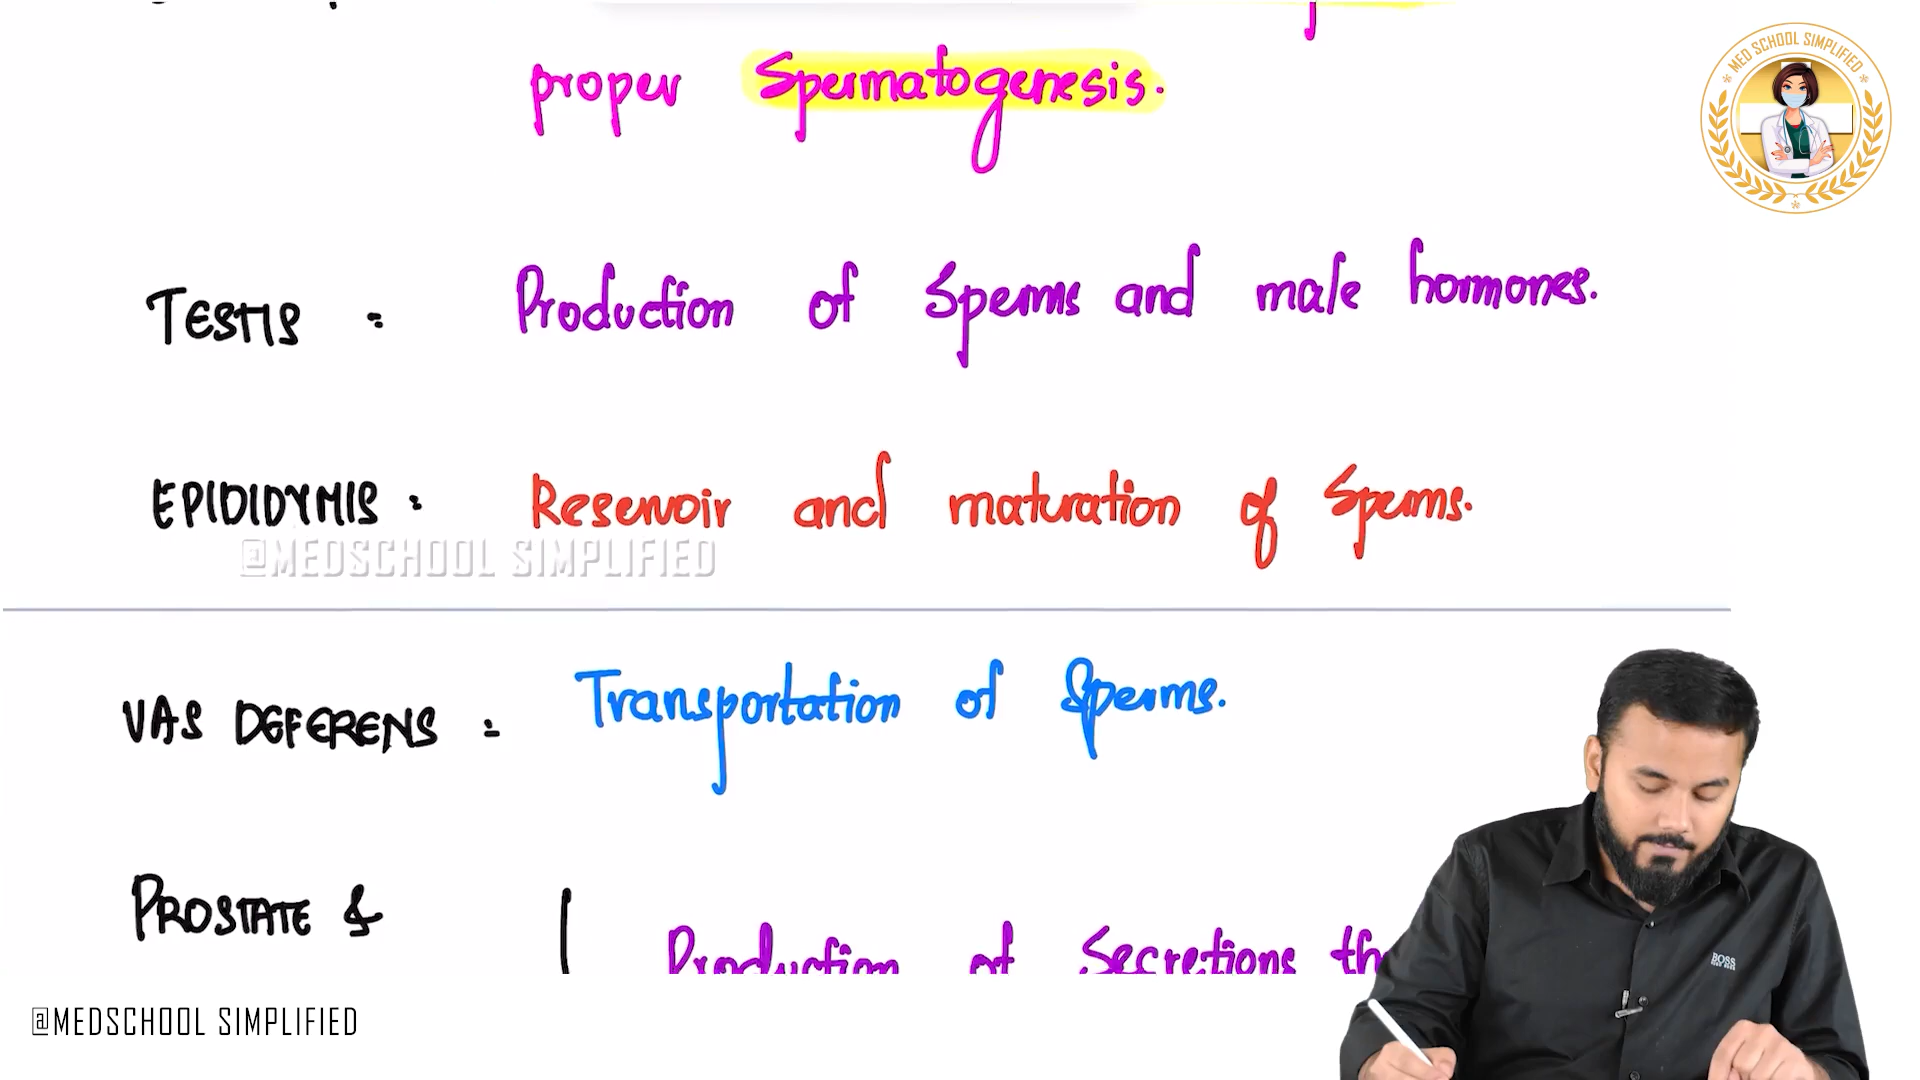 proper Spermatogenesis.
MED SCHOOL SIMPLIFIED
TESTIS = Production of Sperms and male hormones.
EPIDIDYMIS: Reservoir and maturation of Sperms.
@MEDSCHOOL SIMPLIFIED
VAS DEFERENS = Transportation of Sperms.
PROSTATE &
Production of Secretions
BOSS
@MEDSCHOOL SIMPLIFIED